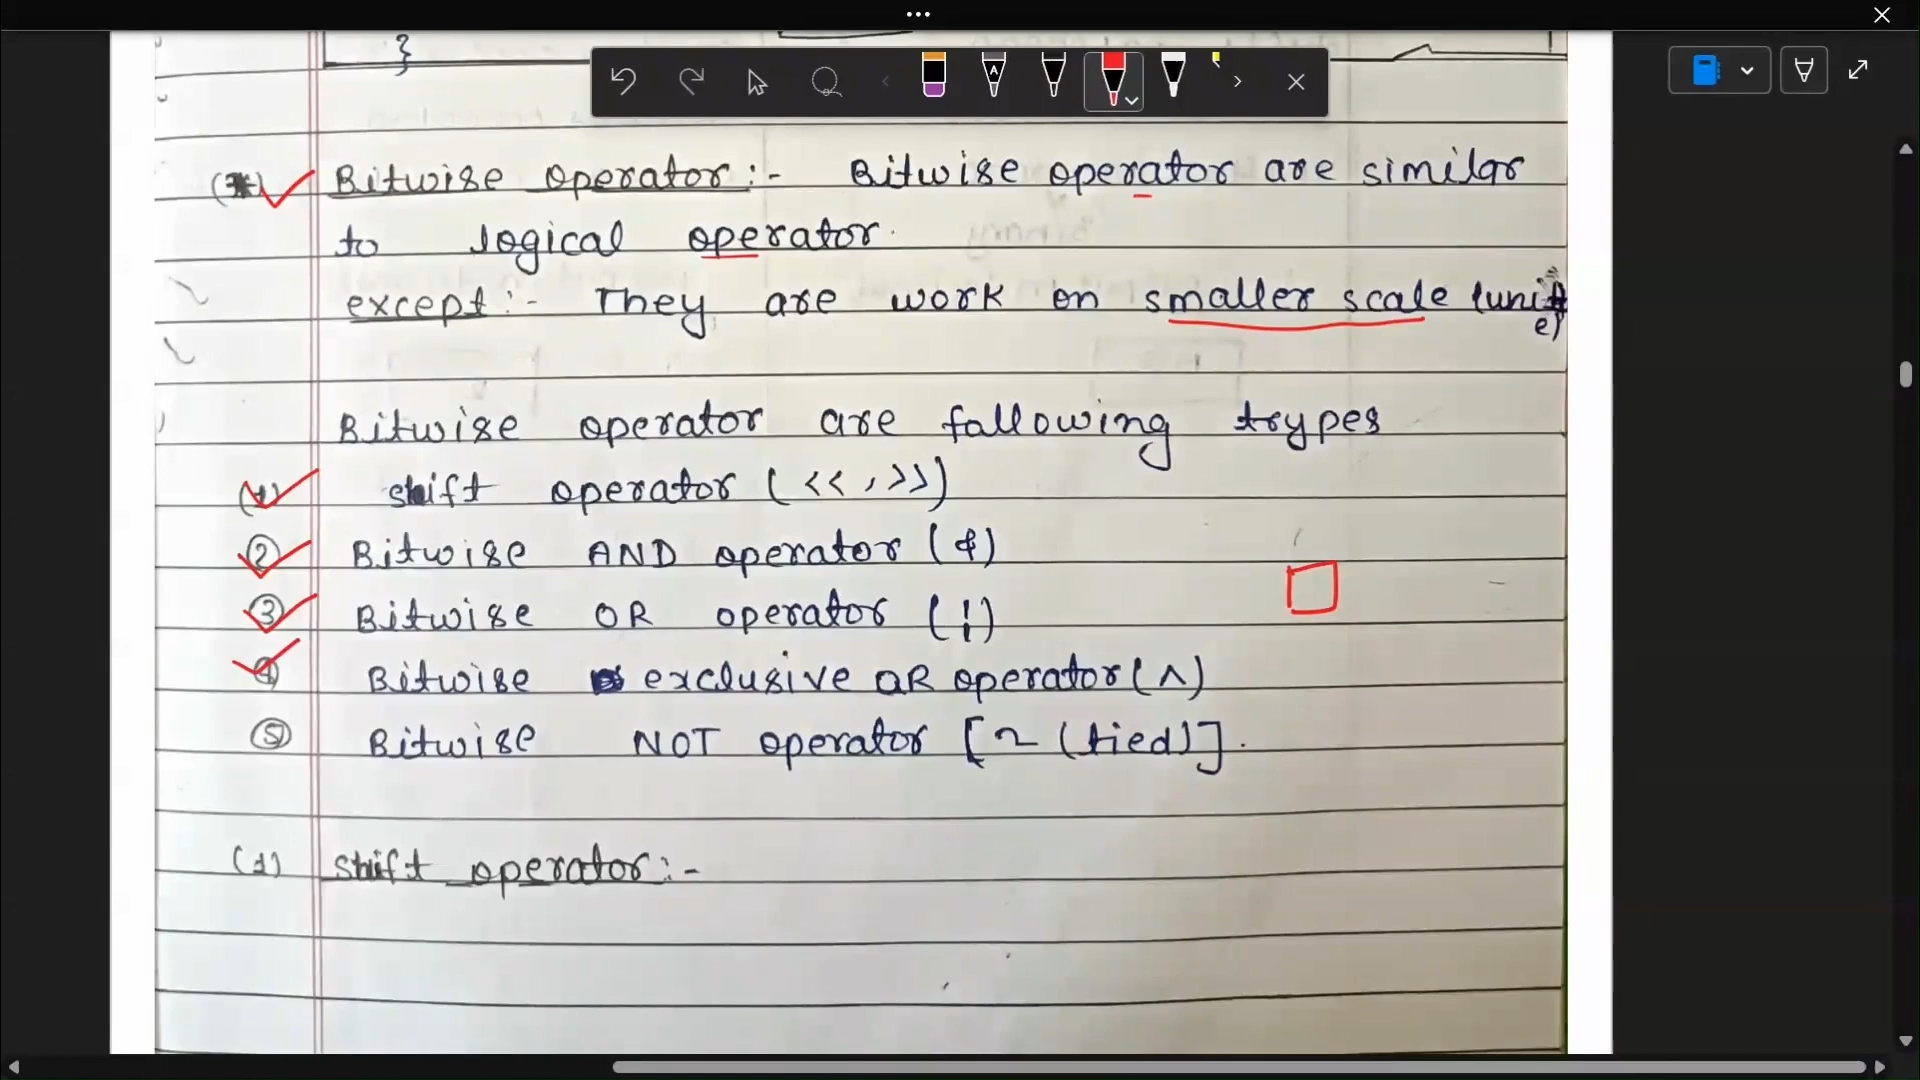 }
(*) Bitwise operator:- Bitwise operator are similar
to logical operator.
except:- They are work on smaller scale
Bitwise operator are fallowing types
(1) shift operator (<< , >>)
② Bitwise AND operator (&)
③ Bitwise OR operator (¦)
④ Bitwise exclusive OR operator (^)
⑤ Bitwise NOT operator [~ (tied)].
(1) shift operator:-